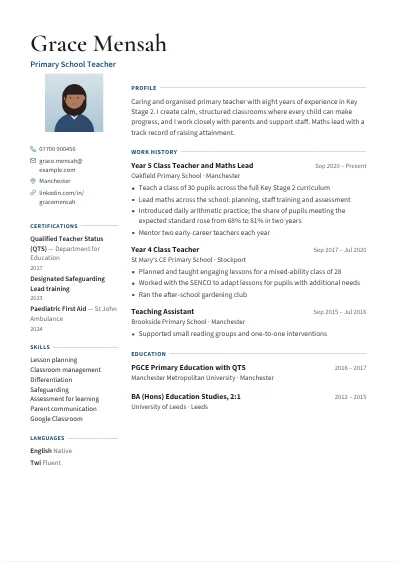 Grace Mensah
Primary School Teacher
07700 900456
grace.mensah@
example.com
Manchester
linkedin.com/in/
gracemensah
CERTIFICATIONS
Qualified Teacher Status
(QTS) — Department for
Education
2017
Designated Safeguarding
Lead training
2023
Paediatric First Aid — St John
Ambulance
2024
SKILLS
Lesson planning
Classroom management
Differentiation
Safeguarding
Assessment for learning
Parent communication
Google Classroom
LANGUAGES
English Native
Twi Fluent
PROFILE
Caring and organised primary teacher with eight years of experience in Key
Stage 2. I create calm, structured classrooms where every child can make
progress, and I work closely with parents and support staff. Maths lead with a
track record of raising attainment.
WORK HISTORY
Year 5 Class Teacher and Maths Lead Sep 2020 – Present
Oakfield Primary School · Manchester
• Teach a class of 30 pupils across the full Key Stage 2 curriculum
• Lead maths across the school: planning, staff training and assessment
• Introduced daily arithmetic practice; the share of pupils meeting the
expected standard rose from 68% to 81% in two years
• Mentor two early-career teachers each year
Year 4 Class Teacher Sep 2017 – Jul 2020
St Mary's CE Primary School · Stockport
• Planned and taught engaging lessons for a mixed-ability class of 28
• Worked with the SENCO to adapt lessons for pupils with additional needs
• Ran the after-school gardening club
Teaching Assistant Sep 2015 – Jul 2016
Brookside Primary School · Manchester
• Supported small reading groups and one-to-one interventions
EDUCATION
PGCE Primary Education with QTS 2016 – 2017
Manchester Metropolitan University · Manchester
BA (Hons) Education Studies, 2:1 2012 – 2015
University of Leeds · Leeds